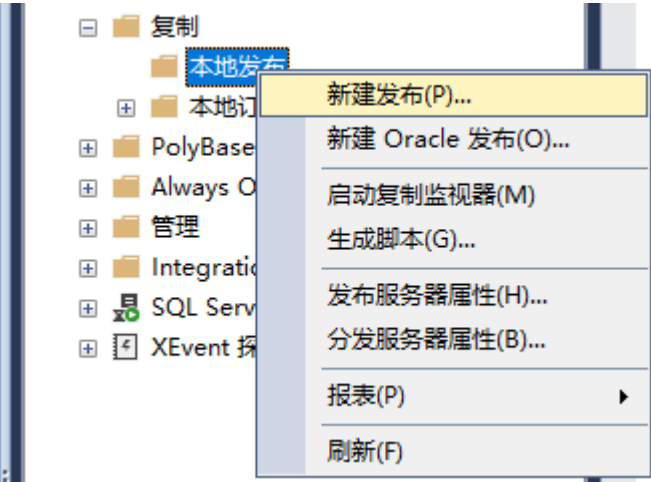 复制
本地发布
本地订
PolyBase
Always O
管理
Integratio
SQL Serv
XEvent 探
新建发布(P)...
新建 Oracle 发布(O)...
启动复制监视器(M)
生成脚本(G)...
发布服务器属性(H)...
分发服务器属性(B)...
报表(P)
刷新(F)